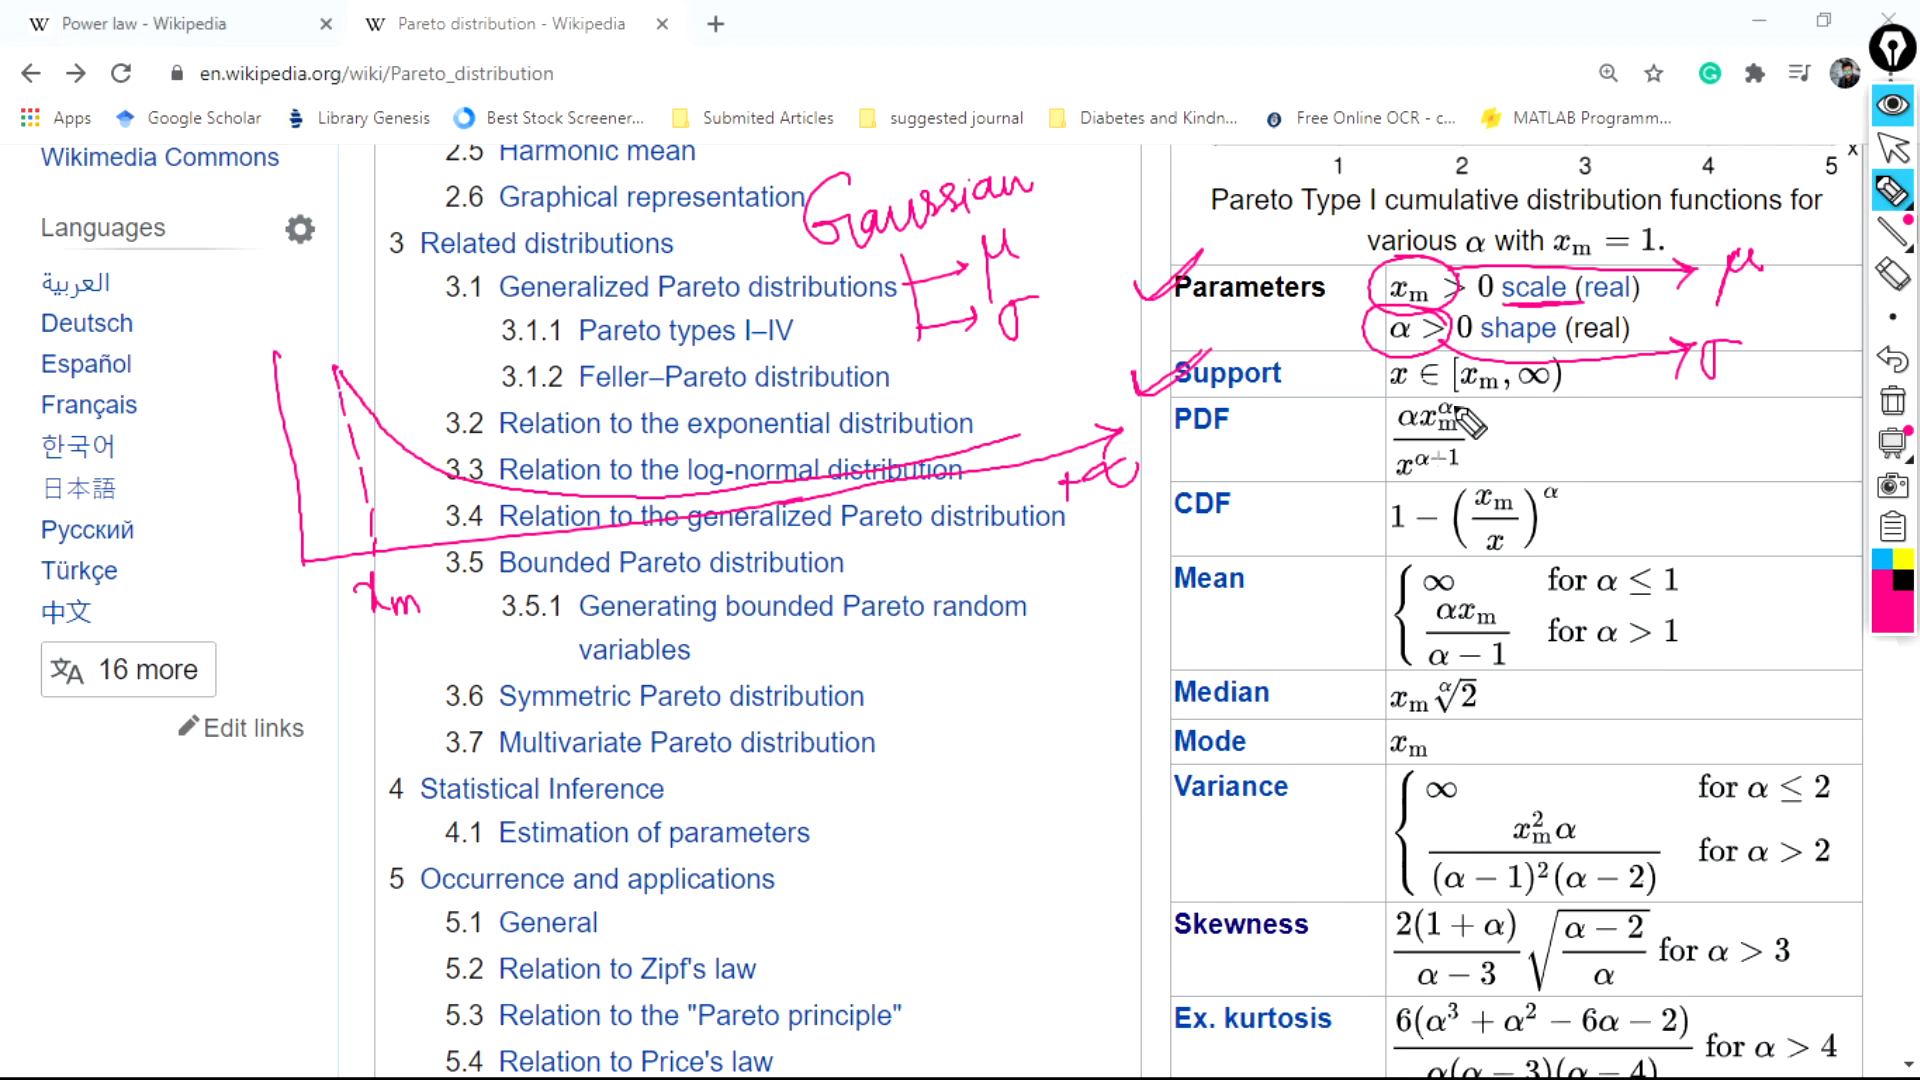 Power law - Wikipedia
Pareto distribution - Wikipedia
en.wikipedia.org/wiki/Pareto_distribution
Apps
Google Scholar
Library Genesis
Best Stock Screener...
Submited Articles
suggested journal
Diabetes and Kindn...
Free Online OCR - c...
MATLAB Programm...
Wikimedia Commons
Languages
العربية
Deutsch
Español
Français
한국어
日本語
Русский
Türkçe
中文
16 more
Edit links
2.5 Harmonic mean
2.6 Graphical representation
3 Related distributions
3.1 Generalized Pareto distributions
3.1.1 Pareto types I–IV
3.1.2 Feller–Pareto distribution
3.2 Relation to the exponential distribution
3.3 Relation to the log-normal distribution
3.4 Relation to the generalized Pareto distribution
3.5 Bounded Pareto distribution
3.5.1 Generating bounded Pareto random
variables
3.6 Symmetric Pareto distribution
3.7 Multivariate Pareto distribution
4 Statistical Inference
4.1 Estimation of parameters
5 Occurrence and applications
5.1 General
5.2 Relation to Zipf's law
5.3 Relation to the "Pareto principle"
5.4 Relation to Price's law
Gaussian
μ
σ
+∝
xm
1 2 3 4 5 x
Pareto Type I cumulative distribution functions for
various α with xₘ = 1.
Parameters xₘ > 0 scale (real)
α > 0 shape (real)
μ
σ
Support x ∈ [xₘ, ∞)
PDF αxₘ^α / x^(α+1)
CDF 1 − (xₘ / x)^α
Mean { ∞ for α ≤ 1
αxₘ / (α − 1) for α > 1
Median xₘ ᵅ√2
Mode xₘ
Variance { ∞ for α ≤ 2
xₘ²α / ((α − 1)²(α − 2)) for α > 2
Skewness 2(1 + α) / (α − 3) √((α − 2) / α) for α > 3
Ex. kurtosis 6(α³ + α² − 6α − 2) / (α(α − 3)(α − 4)) for α > 4